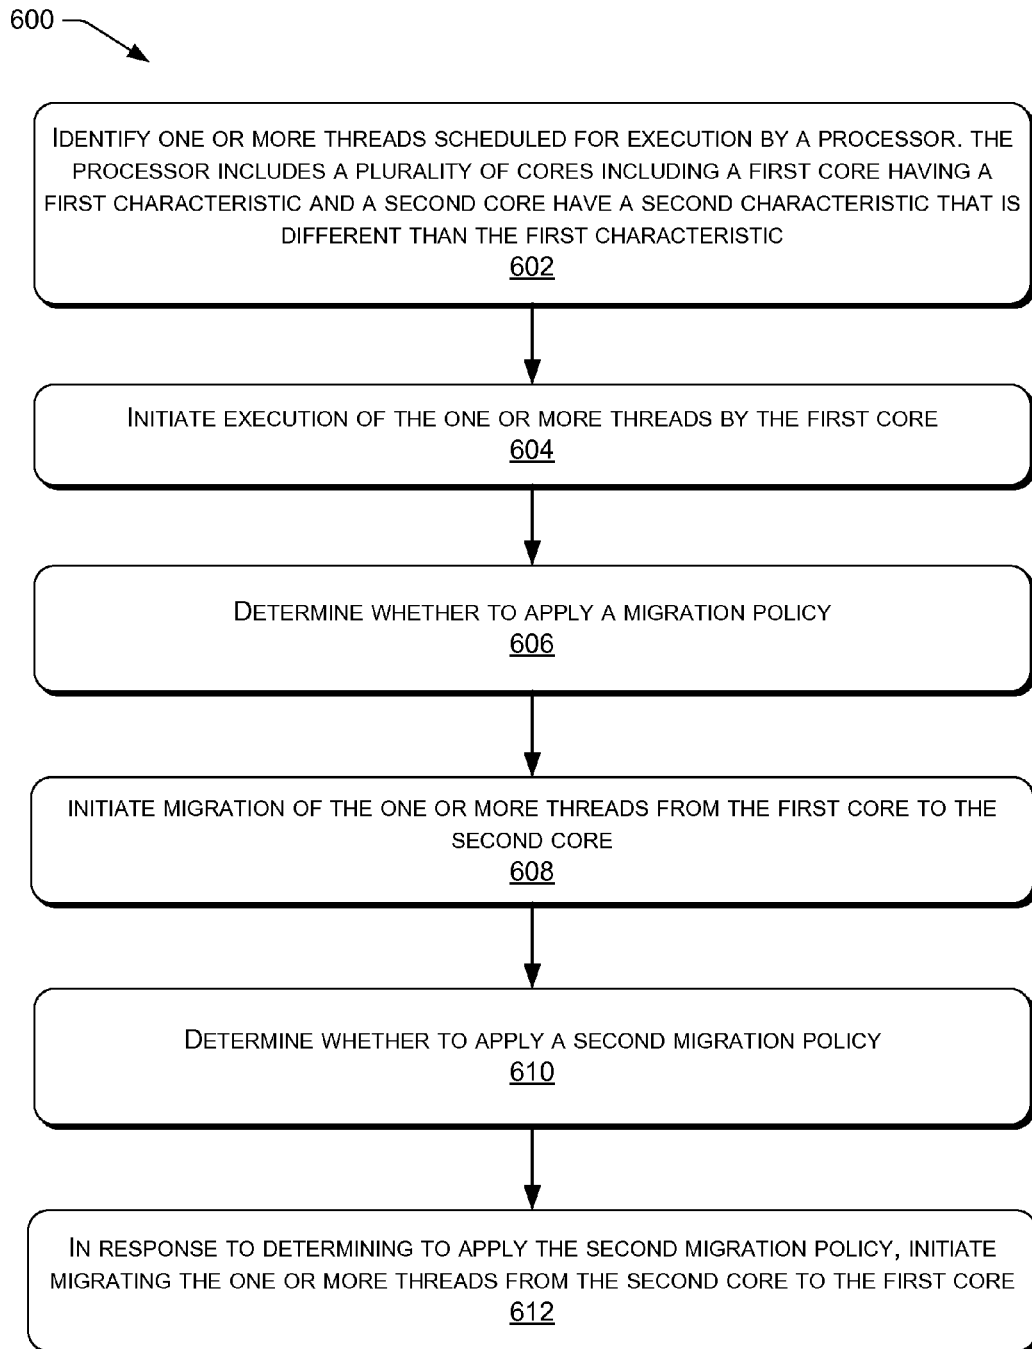 600
IDENTIFY ONE OR MORE THREADS SCHEDULED FOR EXECUTION BY A PROCESSOR. THE
PROCESSOR INCLUDES A PLURALITY OF CORES INCLUDING A FIRST CORE HAVING A
FIRST CHARACTERISTIC AND A SECOND CORE HAVE A SECOND CHARACTERISTIC THAT IS
DIFFERENT THAN THE FIRST CHARACTERISTIC
602
INITIATE EXECUTION OF THE ONE OR MORE THREADS BY THE FIRST CORE
604
DETERMINE WHETHER TO APPLY A MIGRATION POLICY
606
INITIATE MIGRATION OF THE ONE OR MORE THREADS FROM THE FIRST CORE TO THE
SECOND CORE
608
DETERMINE WHETHER TO APPLY A SECOND MIGRATION POLICY
610
IN RESPONSE TO DETERMINING TO APPLY THE SECOND MIGRATION POLICY, INITIATE
MIGRATING THE ONE OR MORE THREADS FROM THE SECOND CORE TO THE FIRST CORE
612